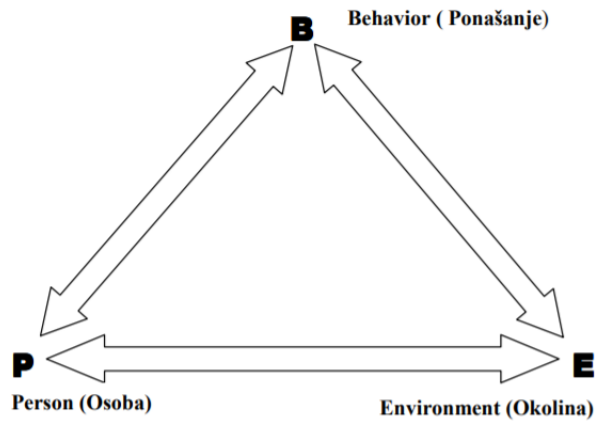 B
Behavior ( Ponašanje)
P
E
Person (Osoba)
Environment (Okolina)